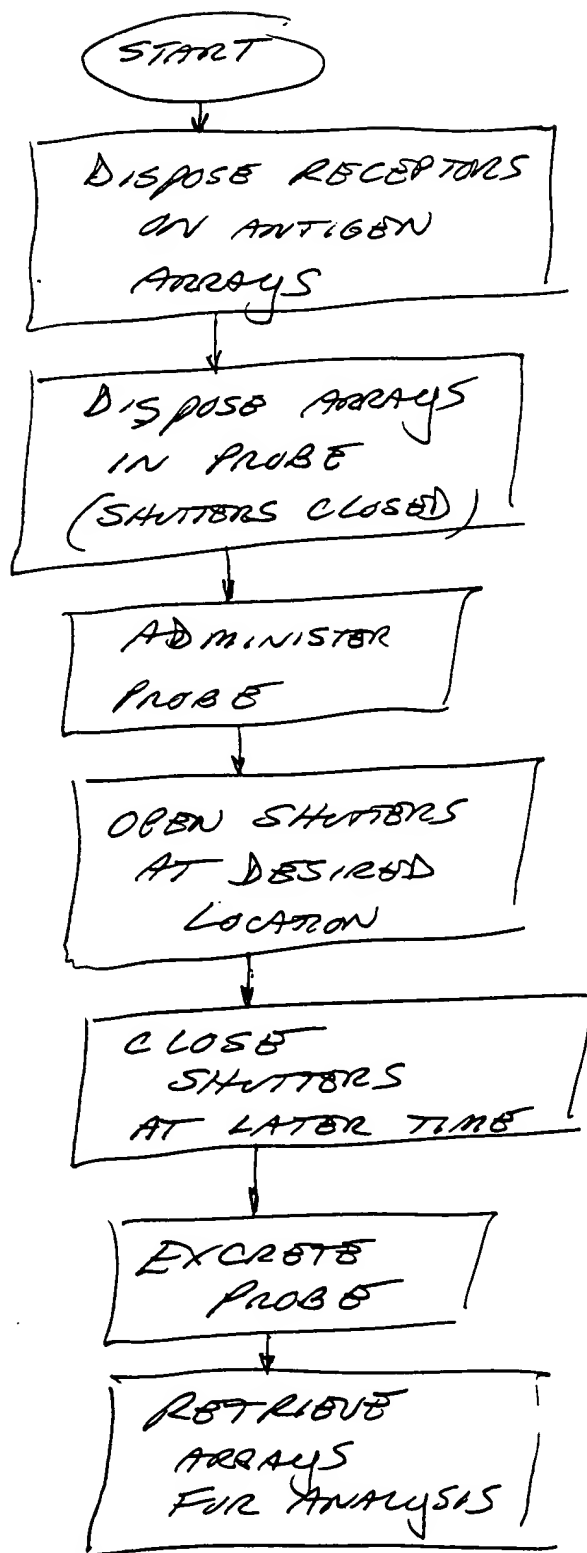 START
DISPOSE RECEPTORS
ON ANTIGEN
ARRAYS
DISPOSE ARRAYS
IN PROBE
(SHUTTERS CLOSED)
ADMINISTER
PROBE
OPEN SHUTTERS
AT DESIRED
LOCATION
CLOSE
SHUTTERS
AT LATER TIME
EXCRETE
PROBE
RETRIEVE
ARRAYS
FOR ANALYSIS